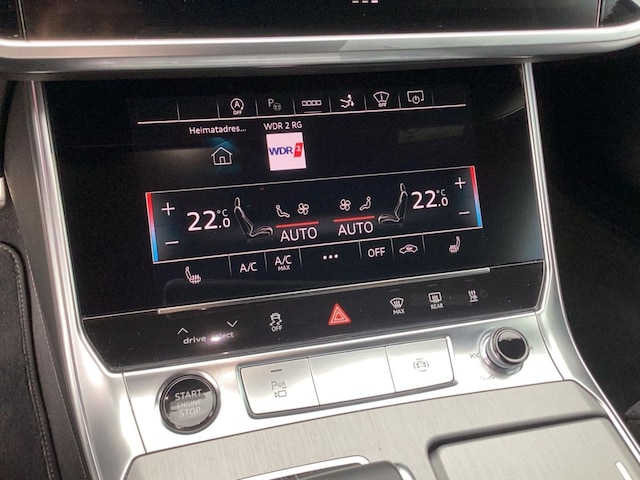 A OFF P OFF
Heimatadres... WDR 2 RG
WDR 2
22.0 °C 22.0 °C
AUTO AUTO
A/C A/C MAX ... OFF
OFF MAX REAR
drive select
START ENGINE STOP